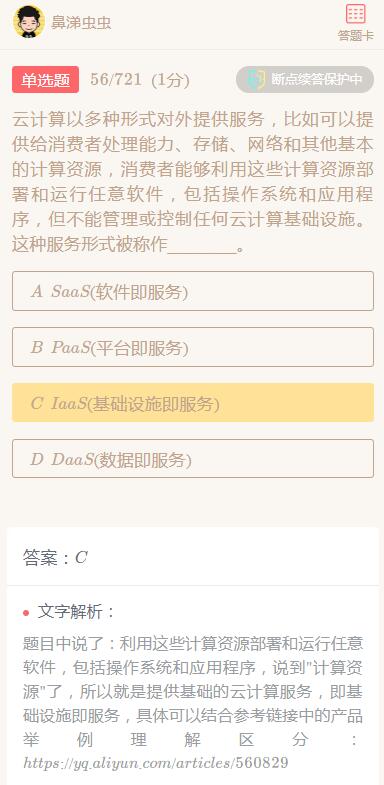 鼻涕虫虫
答题卡
单选题 56/721 (1分) 断点续答保护中
云计算以多种形式对外提供服务，比如可以提
供给消费者处理能力、存储、网络和其他基本
的计算资源，消费者能够利用这些计算资源部
署和运行任意软件，包括操作系统和应用程
序，但不能管理或控制任何云计算基础设施。
这种服务形式被称作________。
A SaaS(软件即服务)
B PaaS(平台即服务)
C IaaS(基础设施即服务)
D DaaS(数据即服务)
答案：C
文字解析：
题目中说了：利用这些计算资源部署和运行任意
软件，包括操作系统和应用程序，说到"计算资
源"了，所以就是提供基础的云计算服务，即基
础设施即服务，具体可以结合参考链接中的产品
举例理解区分：
https://yq.aliyun.com/articles/560829